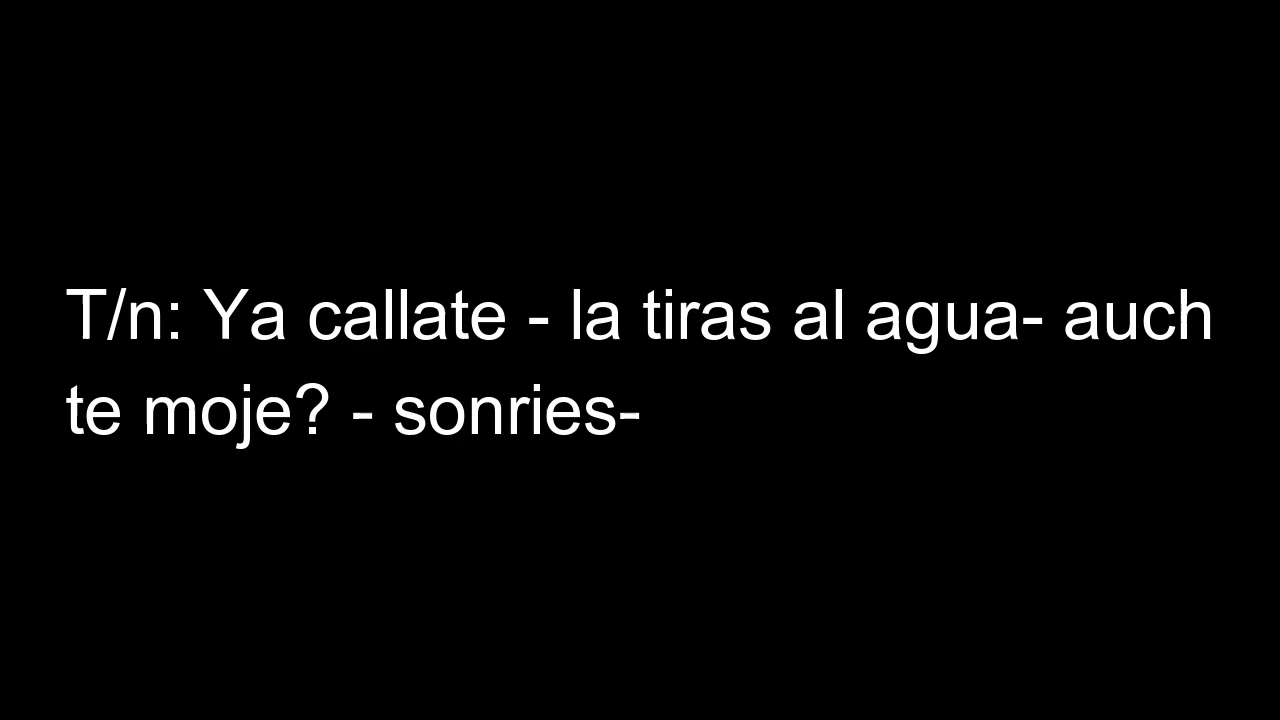 T/n: Ya callate - la tiras al agua- auch
te moje? - sonries-